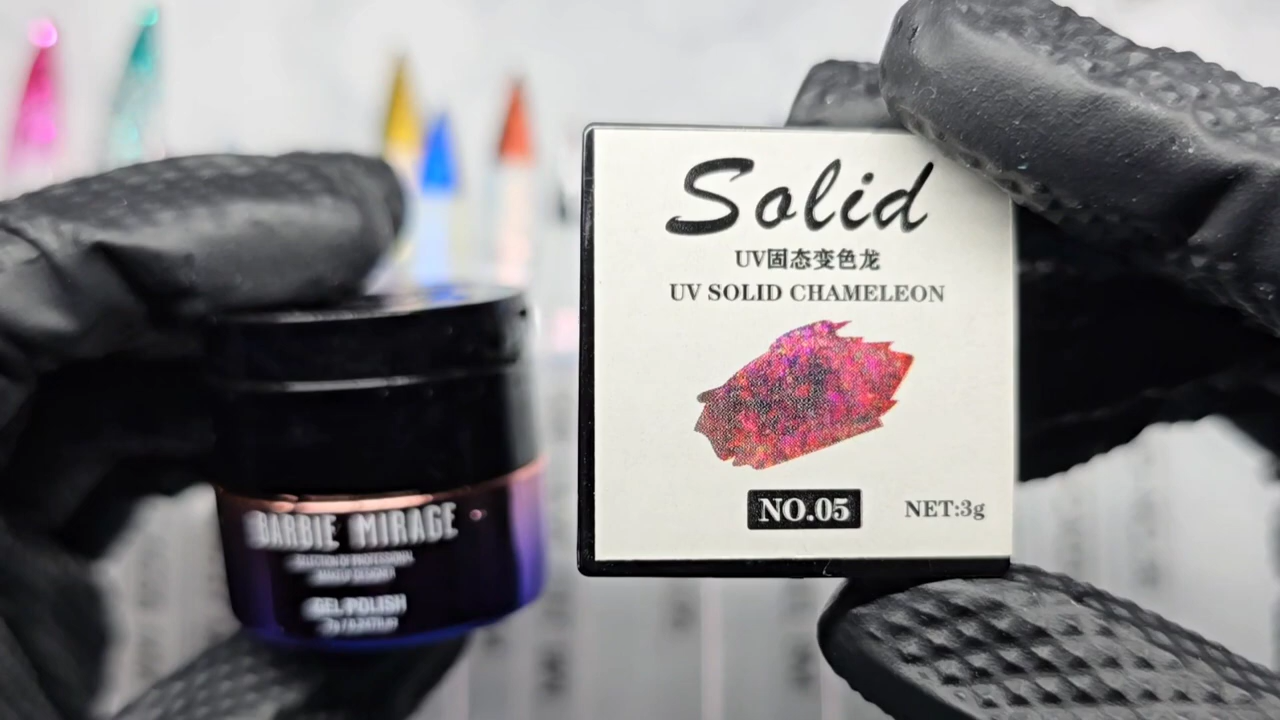 BARBIE MIRAGE
SELECTION OF PROFESSIONAL
MAKEUP DESIGNER
GEL POLISH
Solid
UV固态变色龙
UV SOLID CHAMELEON
NO.05
NET:3g